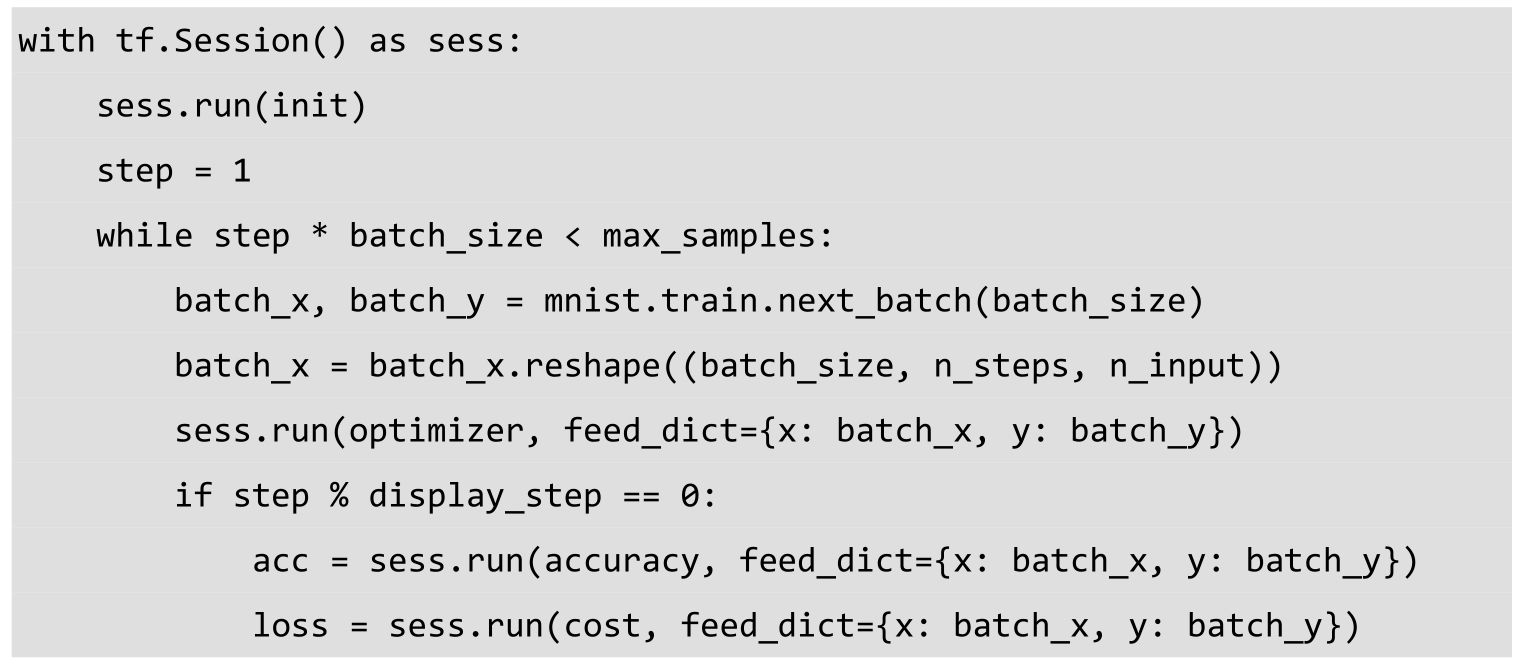 with tf.Session() as sess:
    sess.run(init)
    step = 1
    while step * batch_size < max_samples:
        batch_x, batch_y = mnist.train.next_batch(batch_size)
        batch_x = batch_x.reshape((batch_size, n_steps, n_input))
        sess.run(optimizer, feed_dict={x: batch_x, y: batch_y})
        if step % display_step == 0:
            acc = sess.run(accuracy, feed_dict={x: batch_x, y: batch_y})
            loss = sess.run(cost, feed_dict={x: batch_x, y: batch_y})